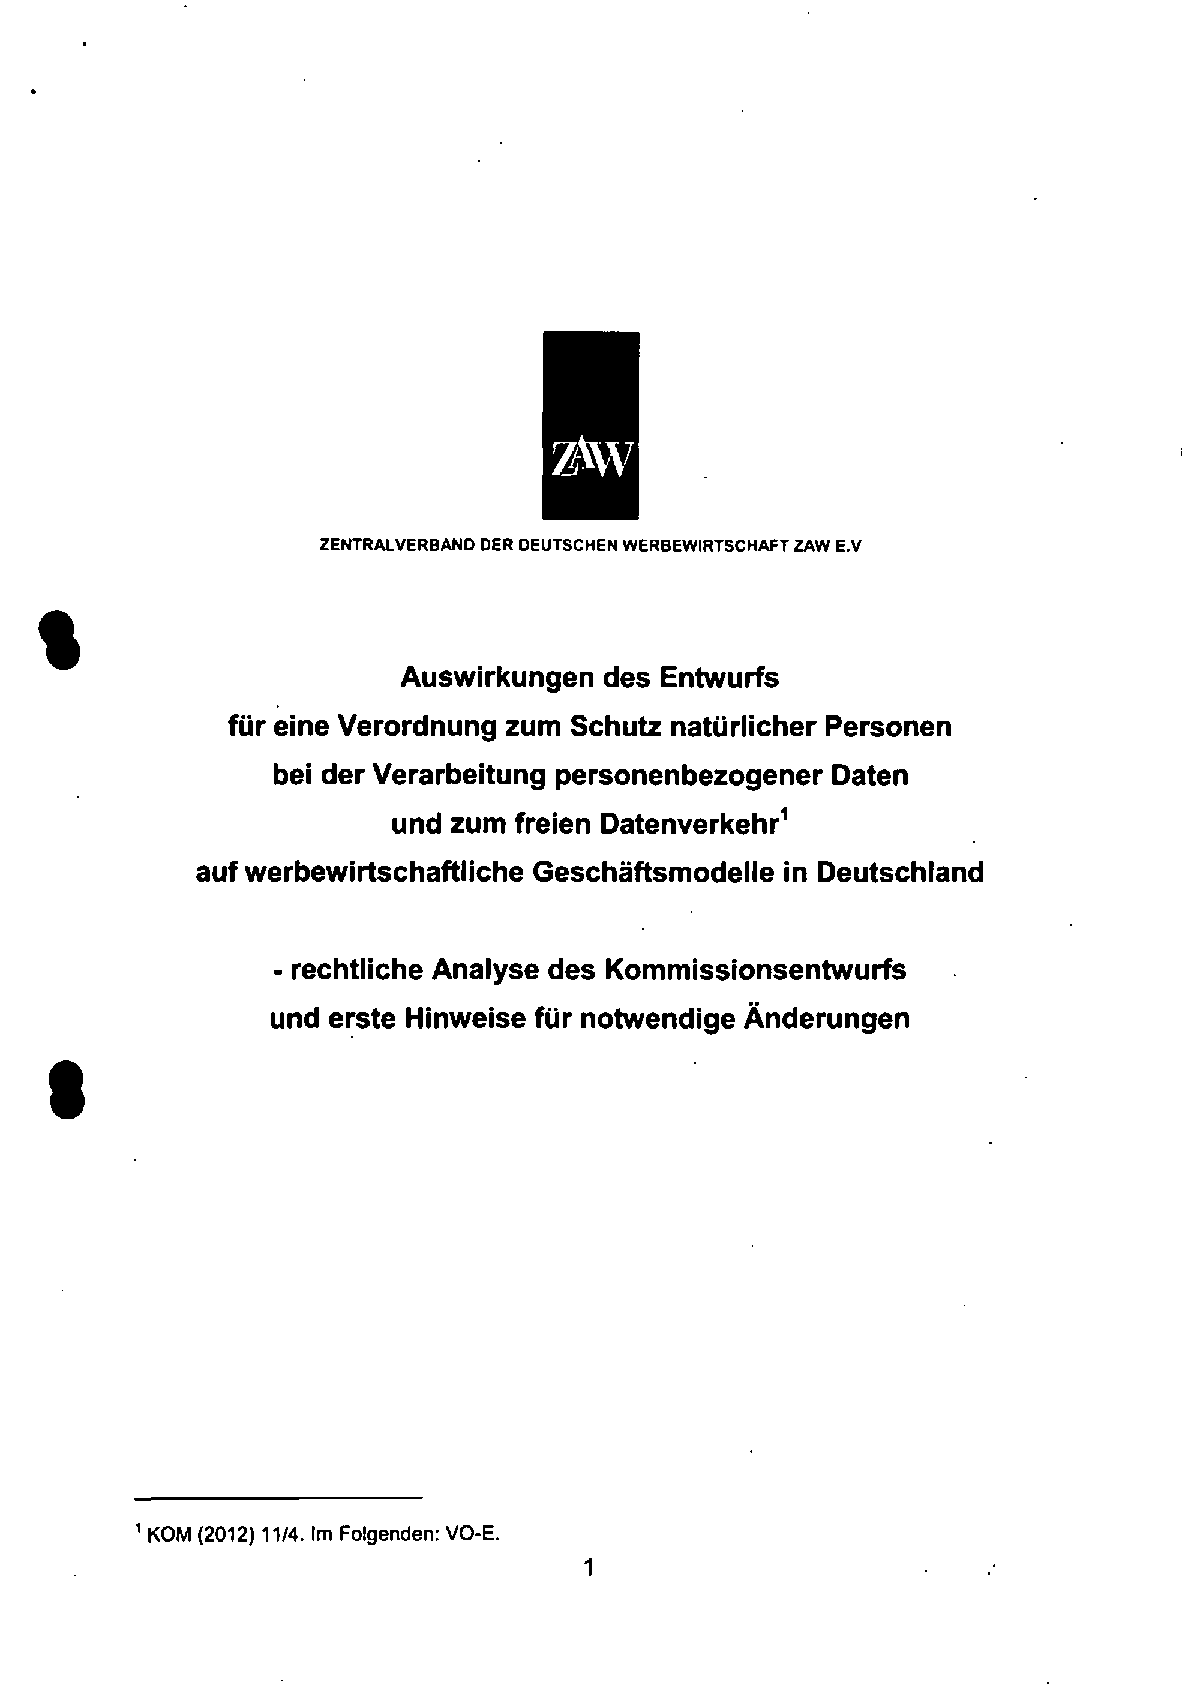 ZAW
ZENTRALVERBAND DER DEUTSCHEN WERBEWIRTSCHAFT ZAW E.V
Auswirkungen des Entwurfs
für eine Verordnung zum Schutz natürlicher Personen
bei der Verarbeitung personenbezogener Daten
und zum freien Datenverkehr¹
auf werbewirtschaftliche Geschäftsmodelle in Deutschland
- rechtliche Analyse des Kommissionsentwurfs
und erste Hinweise für notwendige Änderungen
¹ KOM (2012) 11/4. Im Folgenden: VO-E.
1